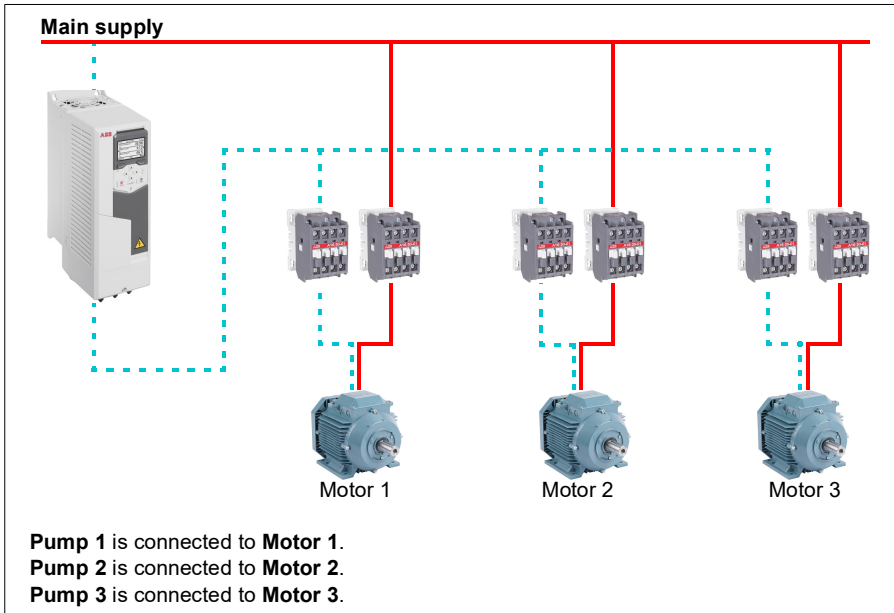 Main supply
ABB
Motor 1
Motor 2
Motor 3
Pump 1 is connected to Motor 1.
Pump 2 is connected to Motor 2.
Pump 3 is connected to Motor 3.